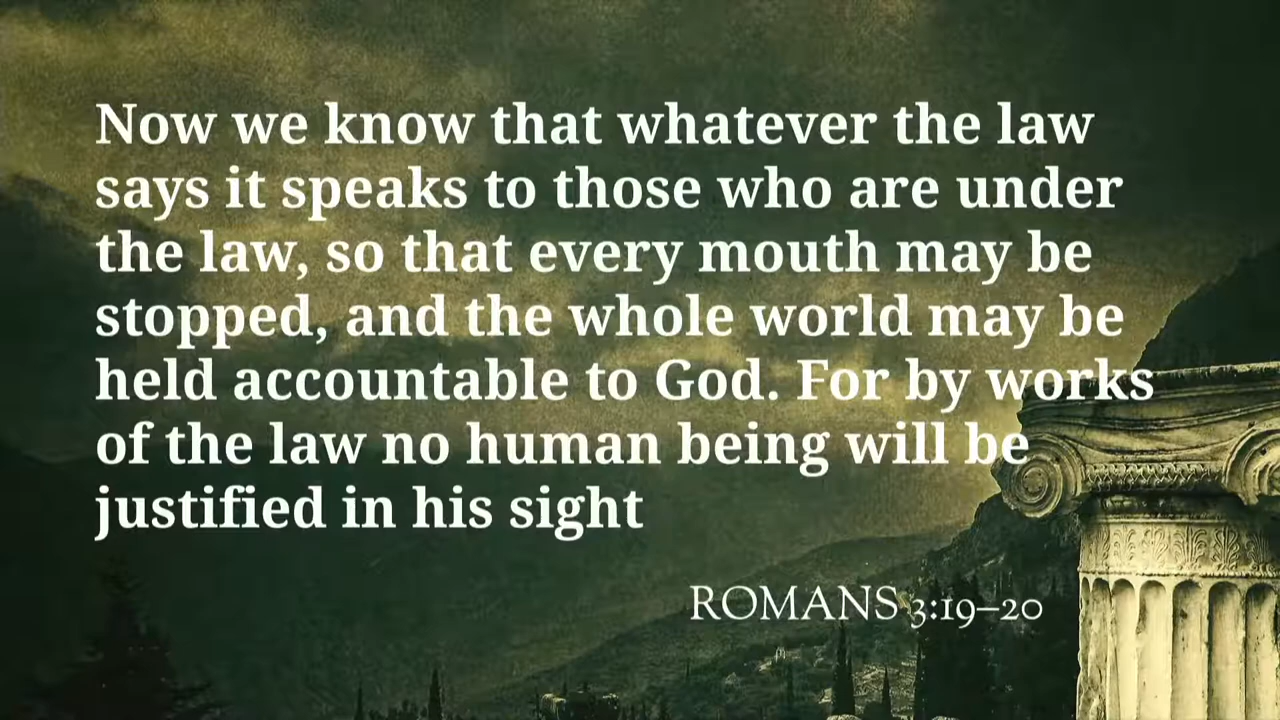 Now we know that whatever the law
says it speaks to those who are under
the law, so that every mouth may be
stopped, and the whole world may be
held accountable to God. For by works
of the law no human being will be
justified in his sight
ROMANS 3:19–20